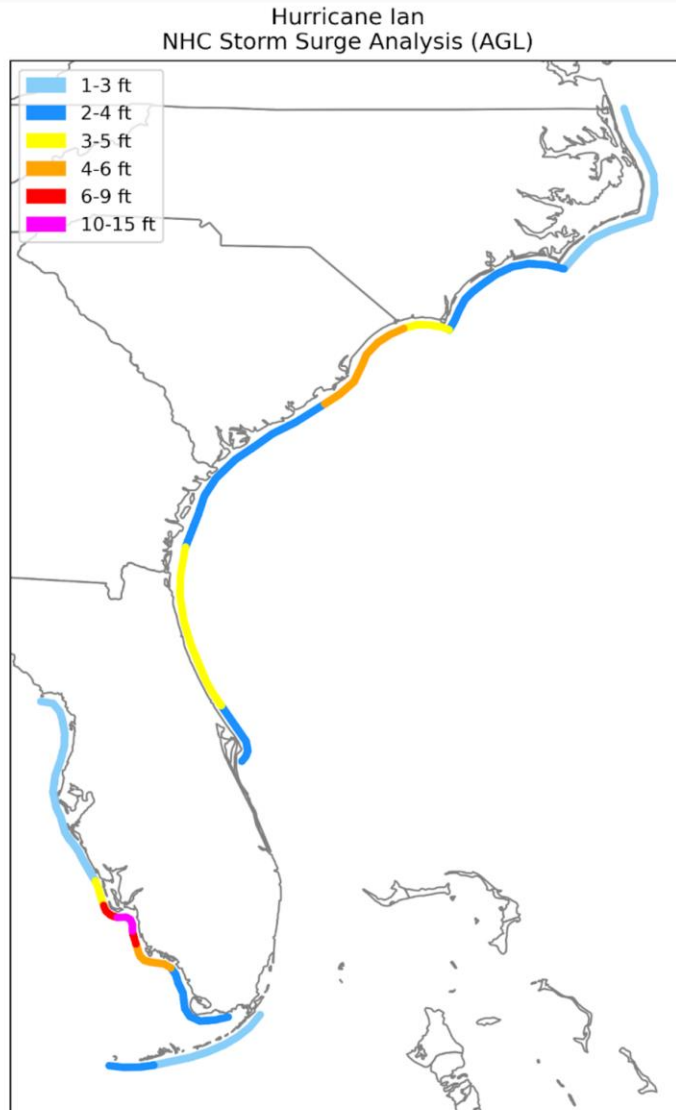 Hurricane Ian
NHC Storm Surge Analysis (AGL)
1-3 ft
2-4 ft
3-5 ft
4-6 ft
6-9 ft
10-15 ft